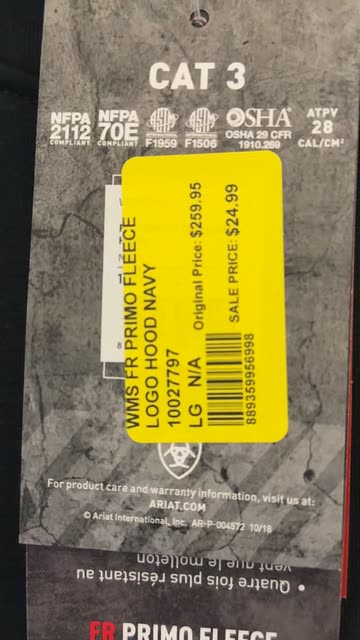 CAT 3
NFPA
2112
COMPLIANT
NFPA
70E
COMPLIANT
ASTM
F1959
ASTM
F1506
OSHA
OSHA 29 CFR
1910.269
ATPV
28
CAL/CM²
WMS FR PRIMO FLEECE
LOGO HOOD NAVY
10027797
LG N/A
Original Price: $259.95
SALE PRICE: $24.99
889359956998
For product care and warranty information, visit us at:
ARIAT.COM
© Ariat International, Inc. AR-P-004572 10/18
• Quatre fois plus résistant au
vent que le molleton
FR PRIMO FLEECE